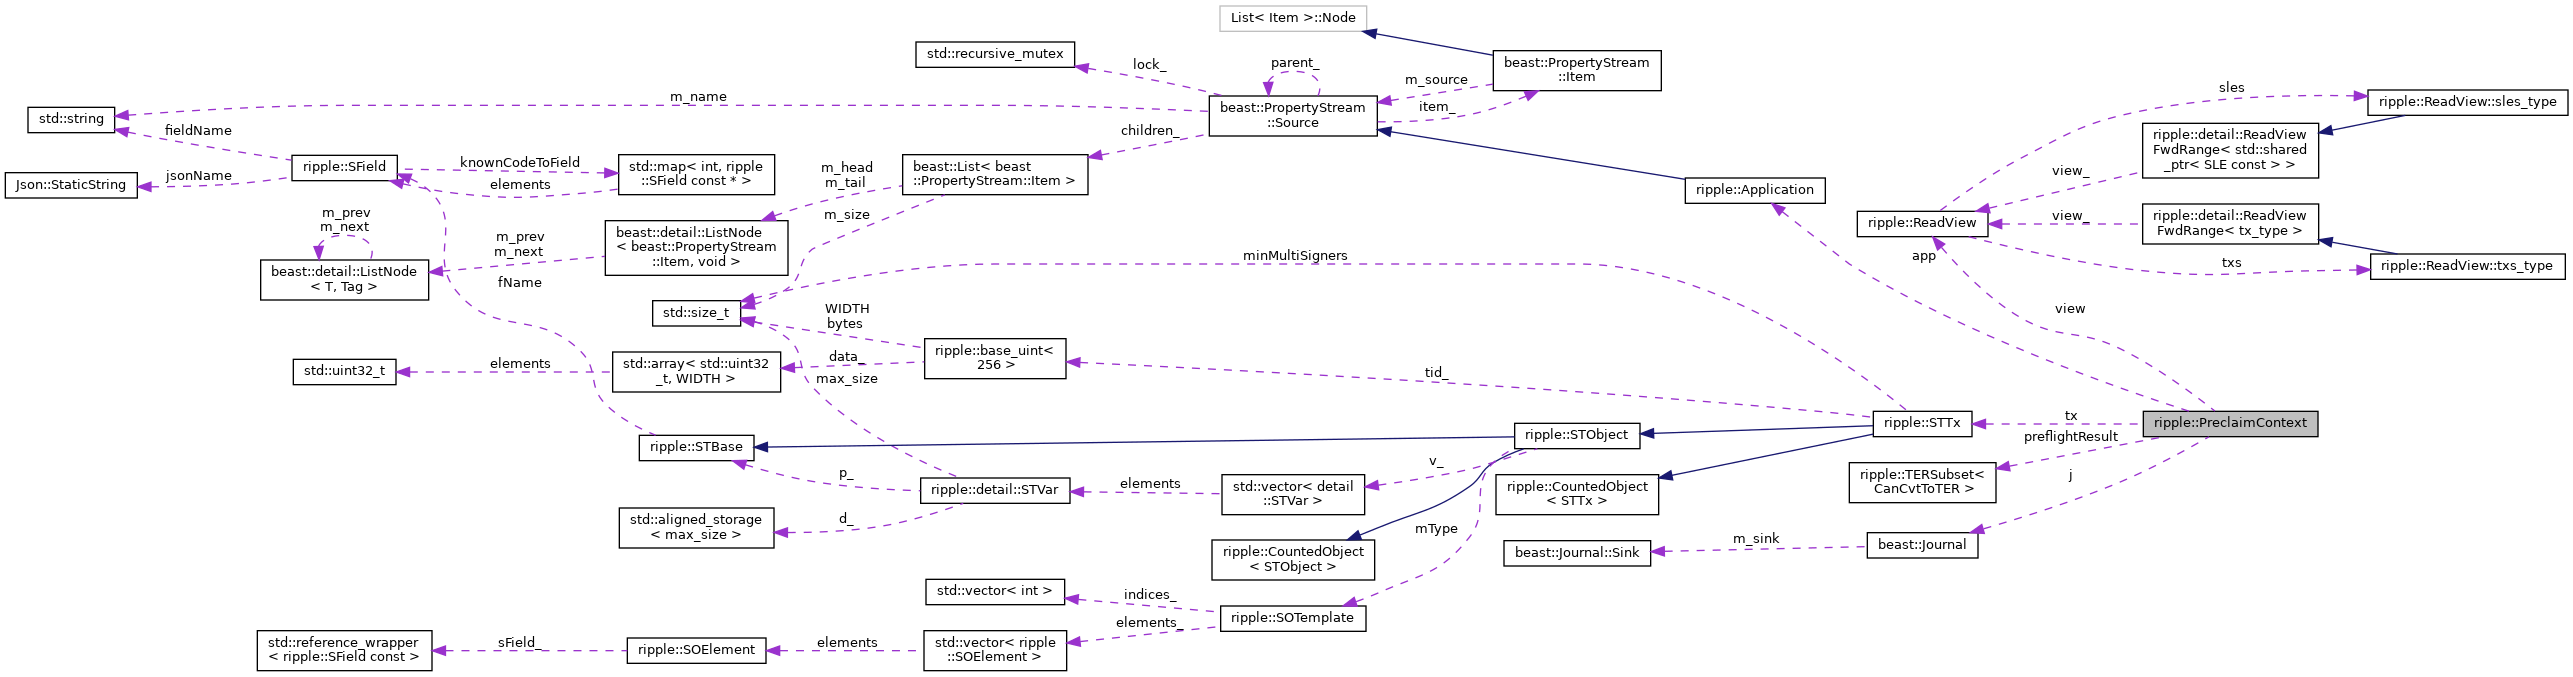 List< Item >::Node
std::recursive_mutex
lock_
parent_
beast::PropertyStream
::Item
m_source
item_
sles
ripple::ReadView::sles_type
m_name
beast::PropertyStream
::Source
std::string
fieldName
children_
ripple::detail::ReadView
FwdRange< std::shared
_ptr< SLE const > >
ripple::SField
knownCodeToField
elements
std::map< int, ripple
::SField const * >
Json::StaticString
jsonName
m_head
m_tail
beast::List< beast
::PropertyStream::Item >
view_
ripple::Application
m_prev
m_next
m_size
view_
ripple::detail::ReadView
FwdRange< tx_type >
ripple::ReadView
beast::detail::ListNode
< beast::PropertyStream
::Item, void >
m_prev
m_next
beast::detail::ListNode
< T, Tag >
fName
minMultiSigners
app
txs
ripple::ReadView::txs_type
std::size_t
WIDTH
bytes
view
ripple::base_uint<
256 >
std::uint32_t
elements
std::array< std::uint32
_t, WIDTH >
data_
max_size
tid_
ripple::STBase
ripple::STObject
ripple::STTx
tx
ripple::PreclaimContext
preflightResult
p_
v_
ripple::detail::STVar
elements
std::vector< detail
::STVar >
ripple::CountedObject
< STTx >
ripple::TERSubset<
CanCvtToTER >
j
std::aligned_storage
< max_size >
d_
mType
ripple::CountedObject
< STObject >
beast::Journal::Sink
m_sink
beast::Journal
std::vector< int >
indices_
ripple::SOTemplate
elements_
std::reference_wrapper
< ripple::SField const >
sField_
ripple::SOElement
elements
std::vector< ripple
::SOElement >